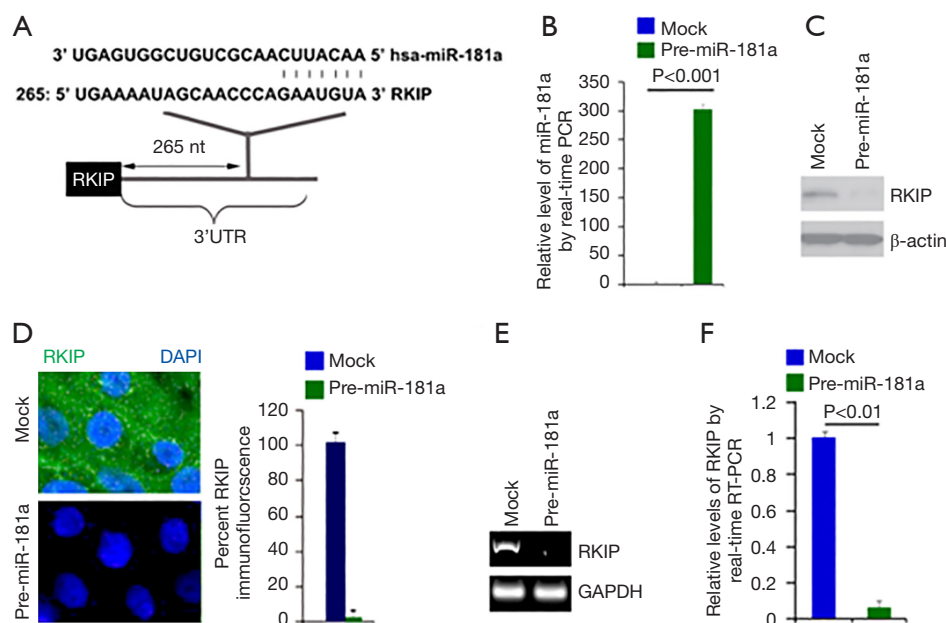 A
3' UGAGUGGCUGUCGCAACUUACAA 5' hsa-miR-181a
265: 5' UGAAAAUAGCAACCCAGAAUGUA 3' RKIP
265 nt
RKIP
3'UTR
B
Mock
Pre-miR-181a
P<0.001
350
300
250
200
150
100
50
0
Relative level of miR-181a
by real-time PCR
C
Mock
Pre-miR-181a
RKIP
β-actin
D
RKIP DAPI
Mock
Pre-miR-181a
Mock
Pre-miR-181a
120
100
80
60
40
20
0
Percent RKIP
immunofluorcscence
E
Mock
Pre-miR-181a
RKIP
GAPDH
F
Mock
Pre-miR-181a
P<0.01
1.2
1
0.8
0.6
0.4
0.2
0
Relative levels of RKIP by
real-time RT-PCR